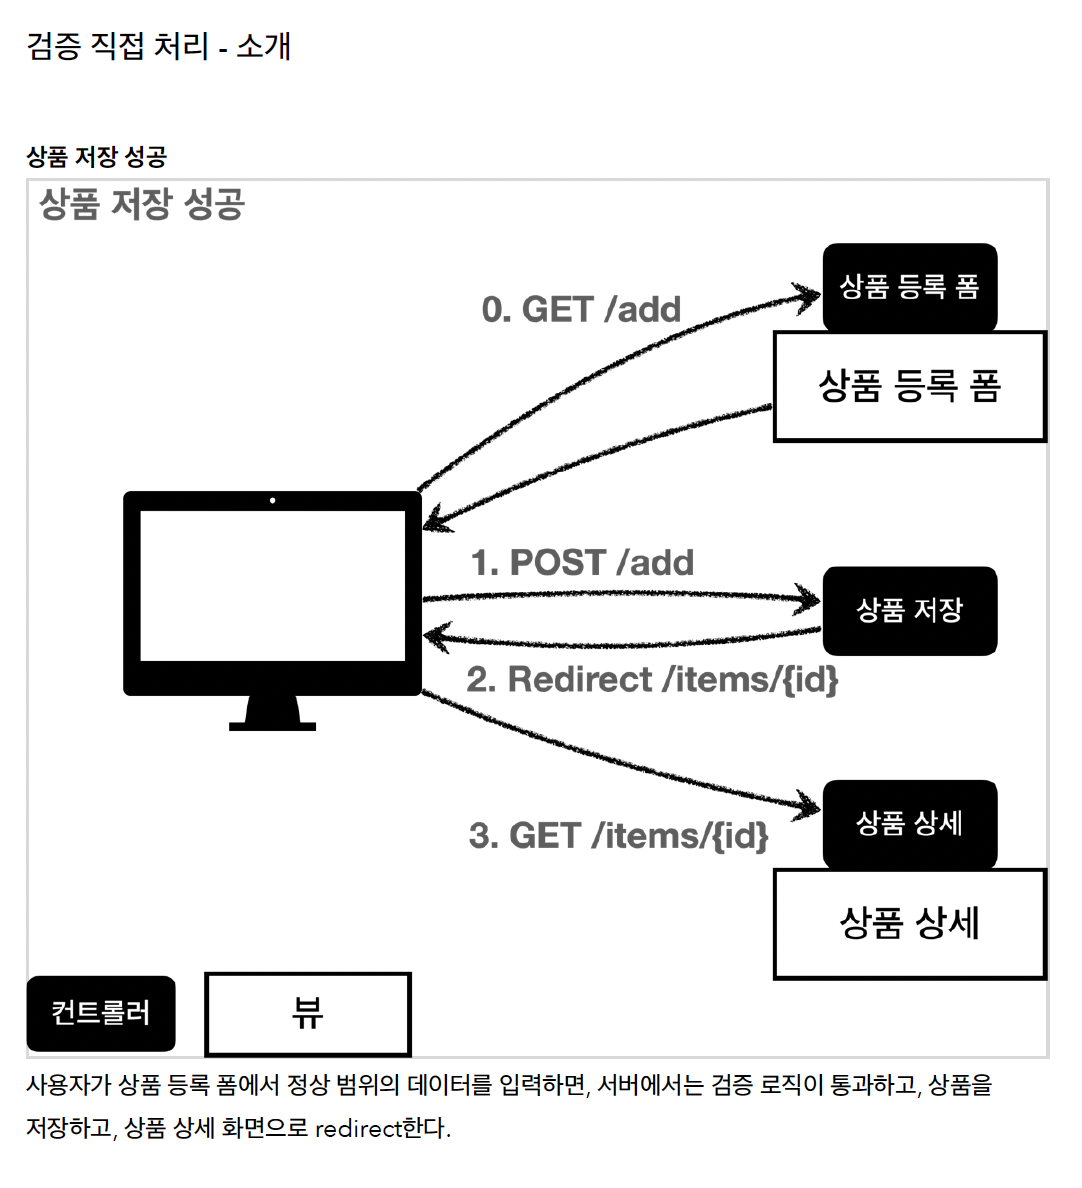 검증 직접 처리 - 소개
상품 저장 성공
상품 저장 성공
상품 등록 폼
0. GET /add
상품 등록 폼
1. POST /add
상품 저장
2. Redirect /items/{id}
상품 상세
3. GET /items/{id}
상품 상세
컨트롤러
뷰
사용자가 상품 등록 폼에서 정상 범위의 데이터를 입력하면, 서버에서는 검증 로직이 통과하고, 상품을
저장하고, 상품 상세 화면으로 redirect한다.